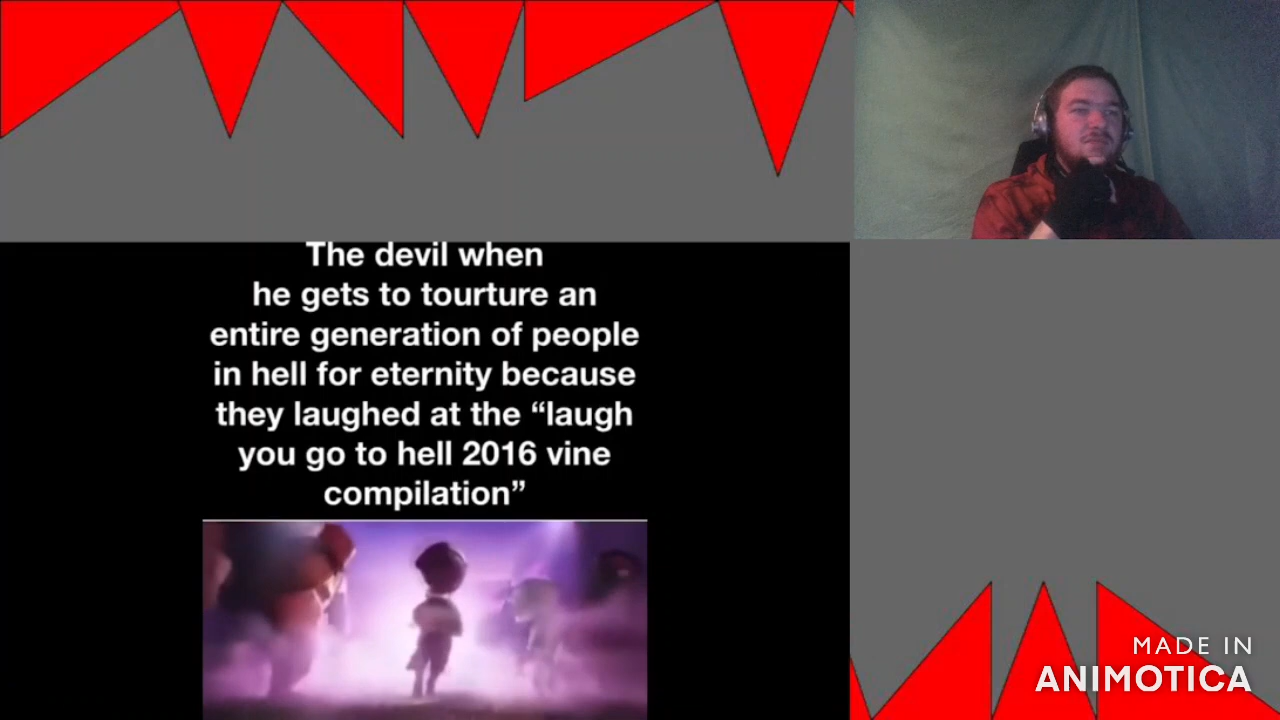 The devil when
he gets to tourture an
entire generation of people
in hell for eternity because
they laughed at the “laugh
you go to hell 2016 vine
compilation”
MADE IN
ANIMOTICA